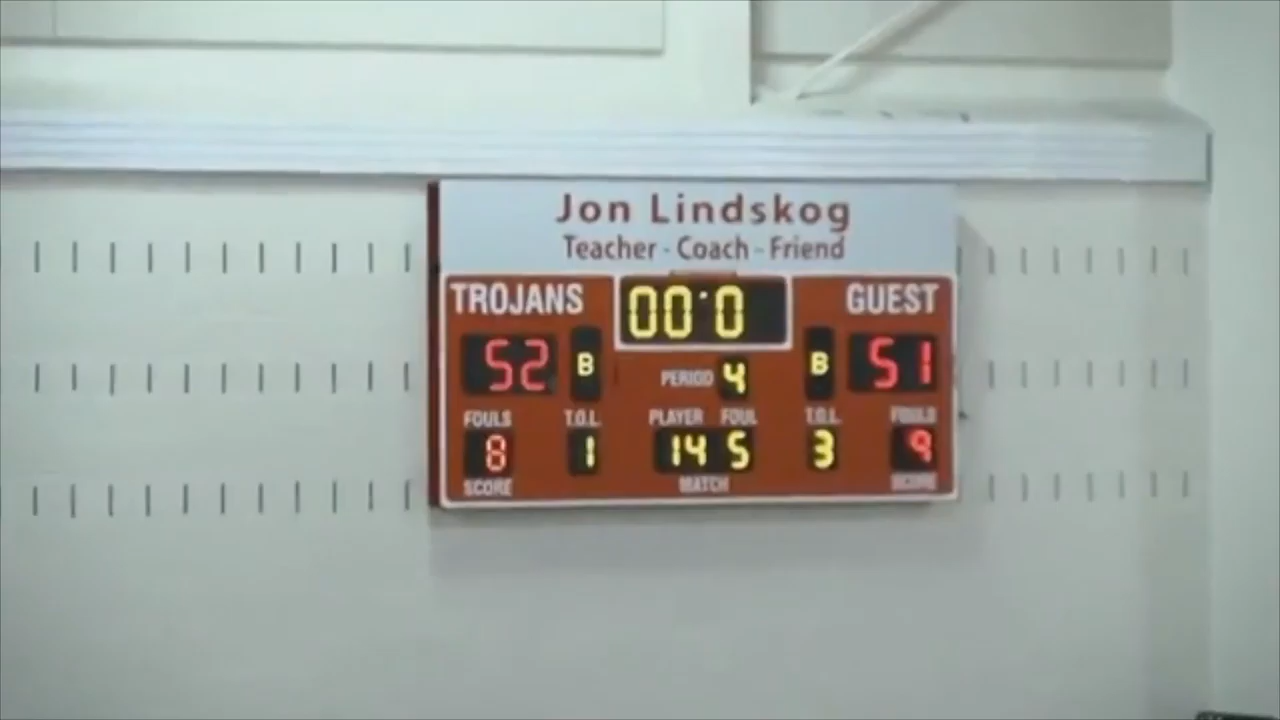 Jon Lindskog
Teacher - Coach - Friend
TROJANS 00:0 GUEST
52 B PERIOD 4 B 51
FOULS T.O.L. PLAYER FOUL T.O.L. FOULS
8 1 14 5 3 9
SCORE MATCH SCORE